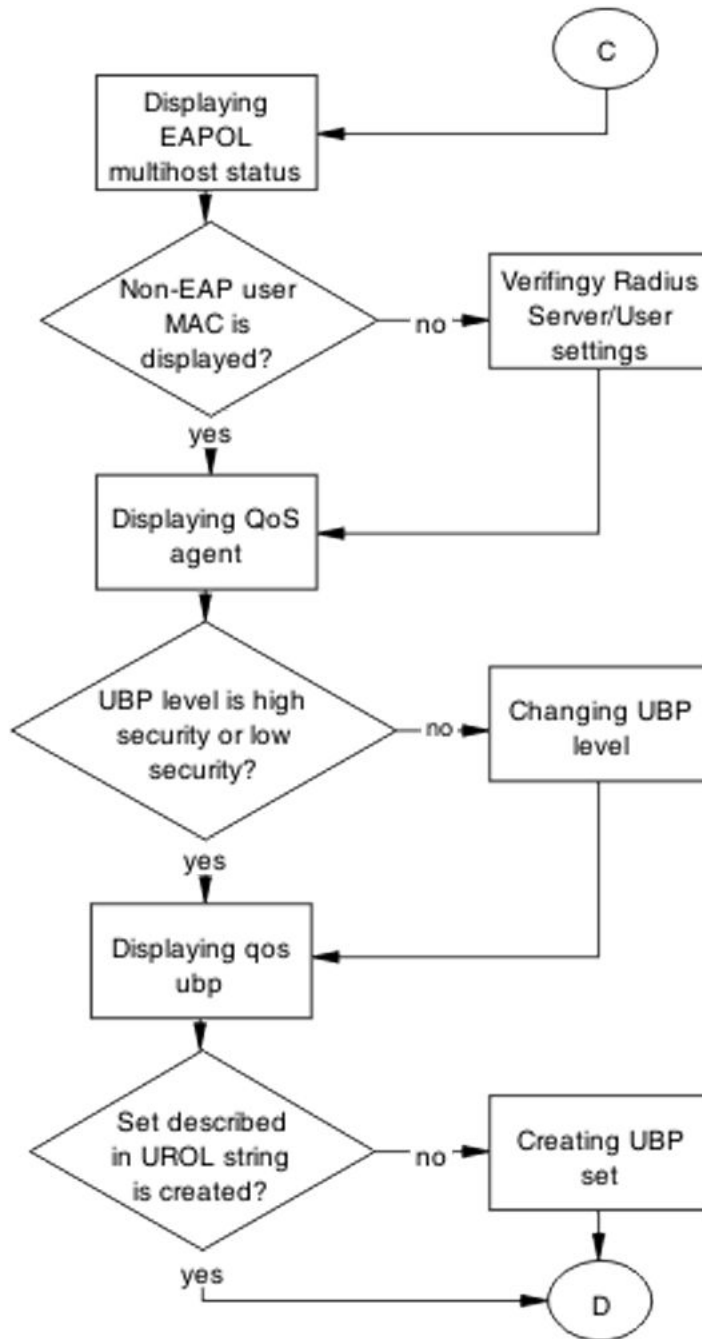 C
Displaying
EAPOL
multihost status
Non-EAP user
MAC is
displayed?
no
Verifingy Radius
Server/User
settings
yes
Displaying QoS
agent
UBP level is high
security or low
security?
no
Changing UBP
level
yes
Displaying qos
ubp
Set described
in UROL string
is created?
no
Creating UBP
set
yes
D